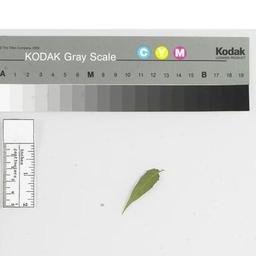 © The Tiffen Company, 2000
KODAK Gray Scale
C Y M
Kodak
LICENSED PRODUCT
A 1 2 3 4 5 6 M 8 9 10 11 12 13 14 15 B 17 18 19